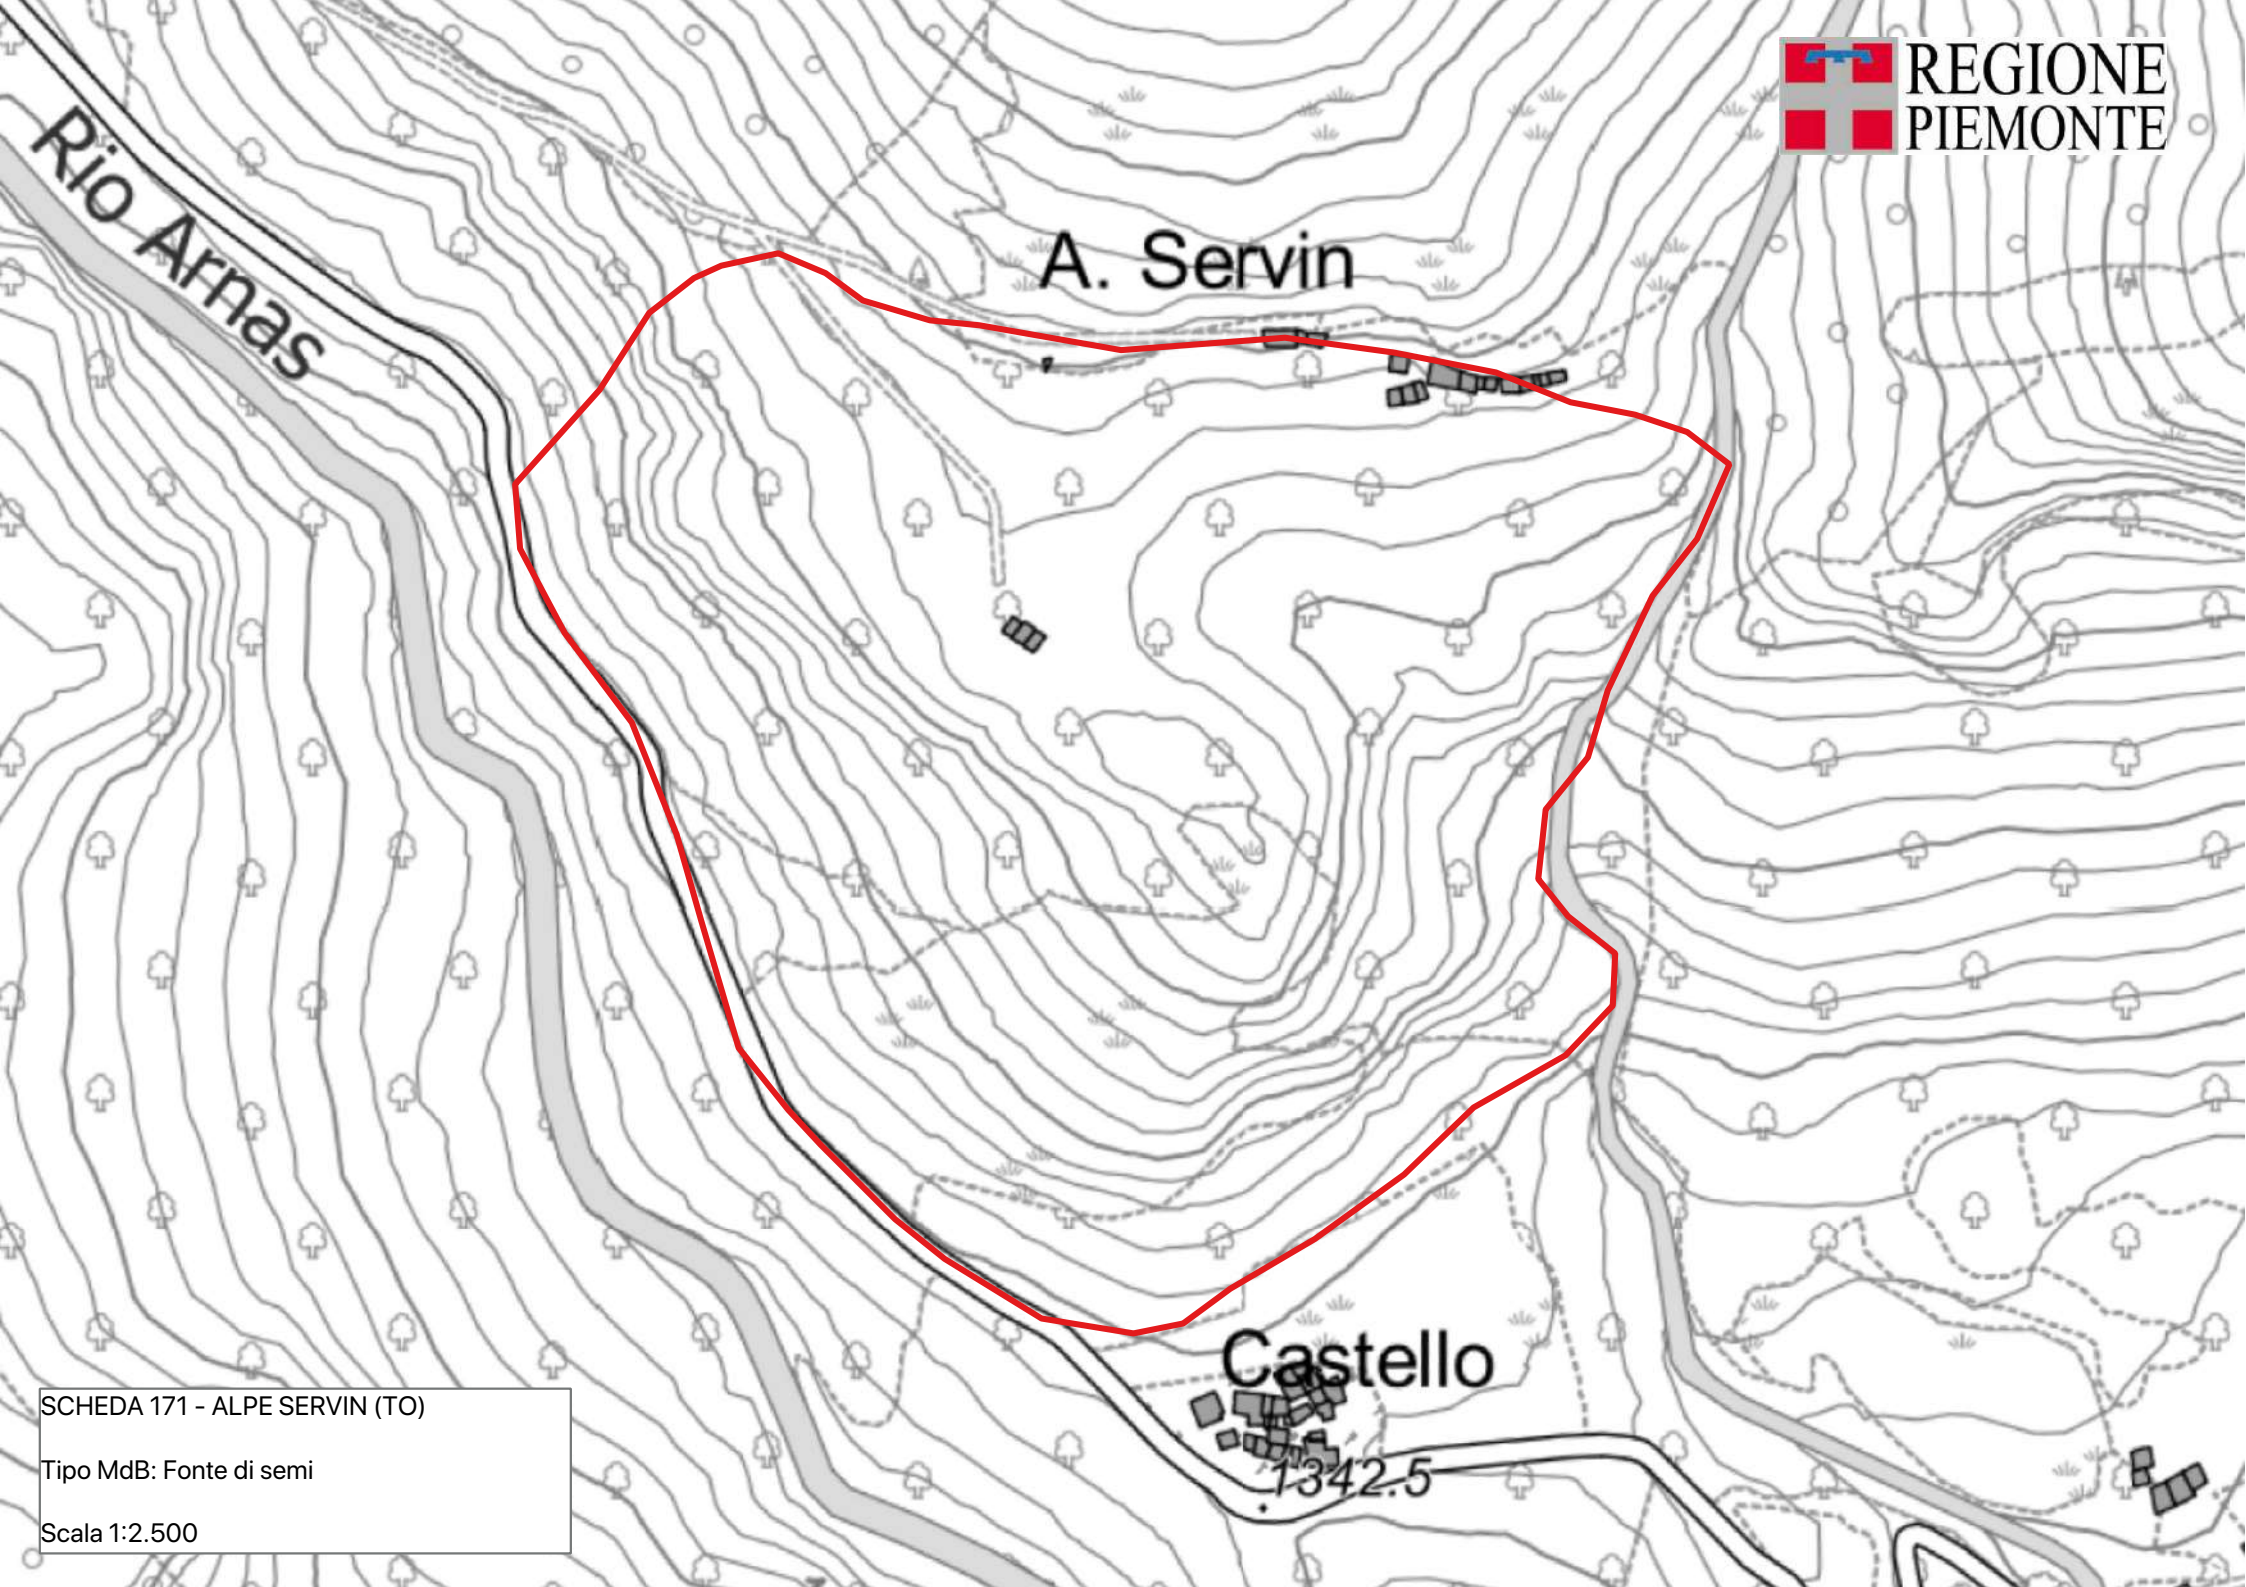 REGIONE
PIEMONTE
Rio Arnas
A. Servin
Castello
1342.5
SCHEDA 171 - ALPE SERVIN (TO)
Tipo MdB: Fonte di semi
Scala 1:2.500